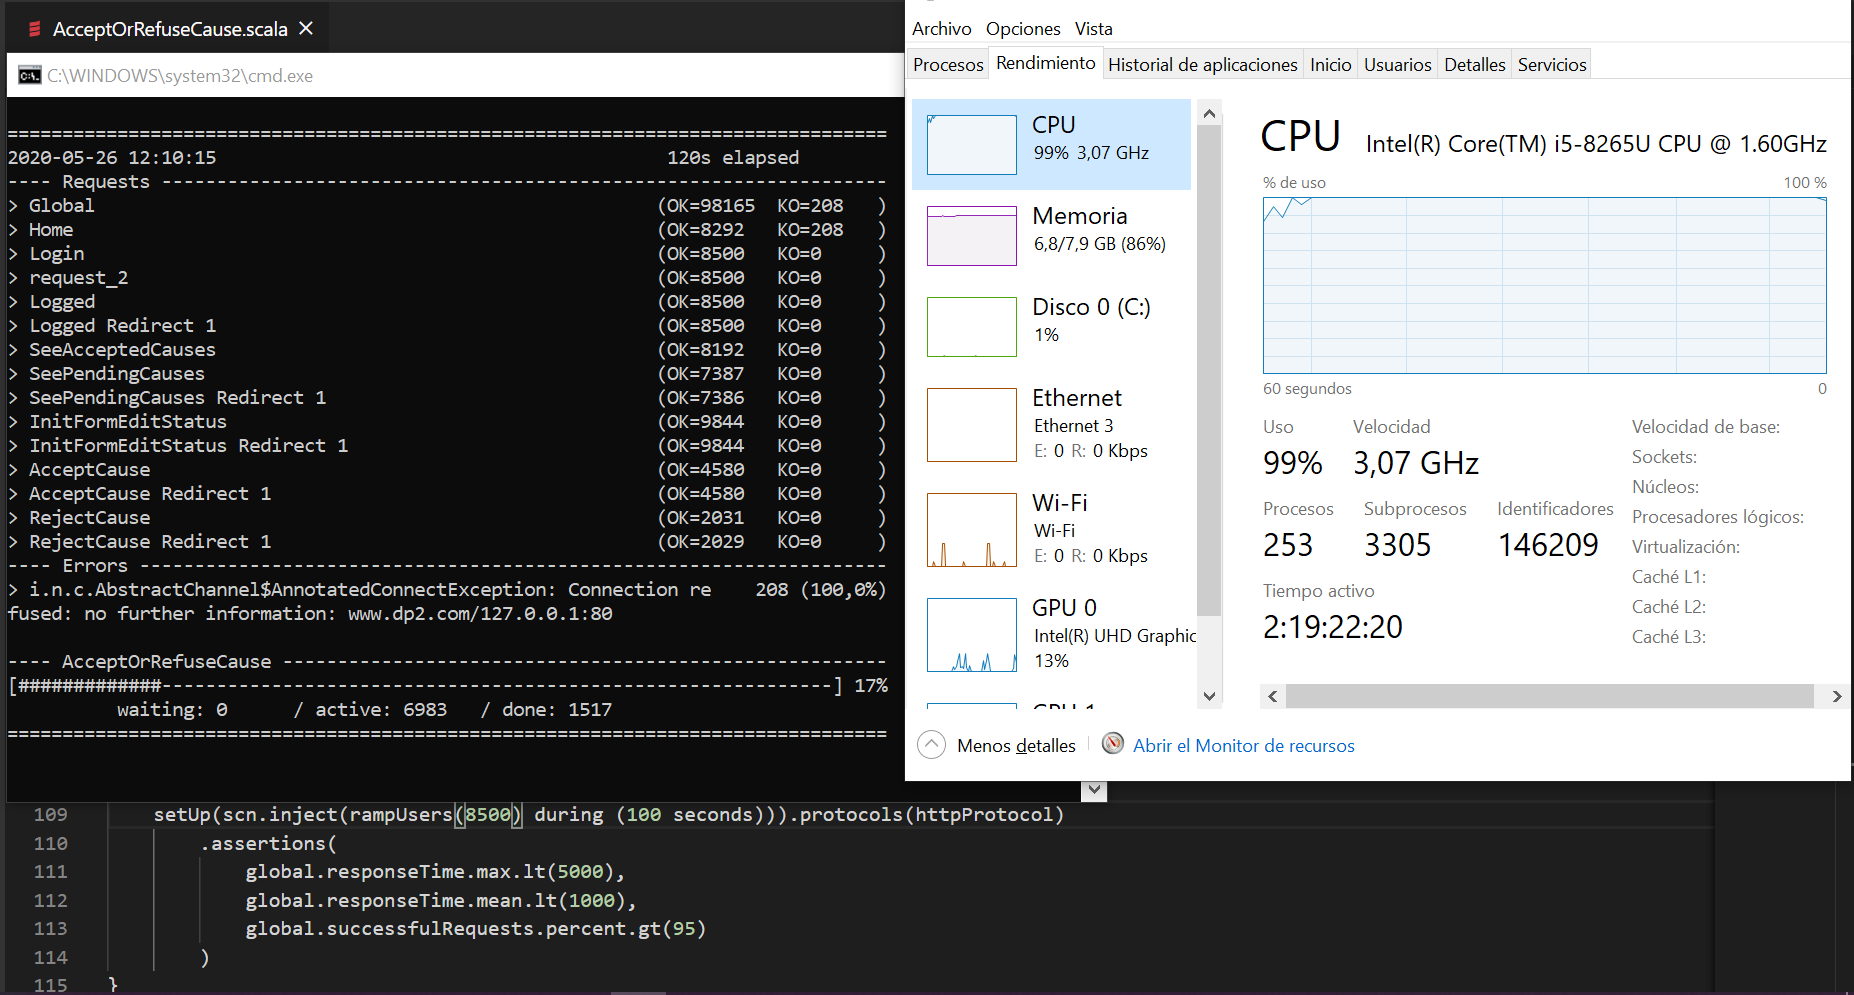 AcceptOrRefuseCause.scala
C:\WINDOWS\system32\cmd.exe
================================================================================
2020-05-26 12:10:15                                         120s elapsed
---- Requests ------------------------------------------------------------------
> Global                                                   (OK=98165  KO=208   )
> Home                                                     (OK=8292   KO=208   )
> Login                                                    (OK=8500   KO=0     )
> request_2                                                (OK=8500   KO=0     )
> Logged                                                   (OK=8500   KO=0     )
> Logged Redirect 1                                        (OK=8500   KO=0     )
> SeeAcceptedCauses                                        (OK=8192   KO=0     )
> SeePendingCauses                                         (OK=7387   KO=0     )
> SeePendingCauses Redirect 1                              (OK=7386   KO=0     )
> InitFormEditStatus                                       (OK=9844   KO=0     )
> InitFormEditStatus Redirect 1                            (OK=9844   KO=0     )
> AcceptCause                                              (OK=4580   KO=0     )
> AcceptCause Redirect 1                                   (OK=4580   KO=0     )
> RejectCause                                              (OK=2031   KO=0     )
> RejectCause Redirect 1                                   (OK=2029   KO=0     )
---- Errors --------------------------------------------------------------------
> i.n.c.AbstractChannel$AnnotatedConnectException: Connection re    208 (100,0%)
fused: no further information: www.dp2.com/127.0.0.1:80
---- AcceptOrRefuseCause -------------------------------------------------------
[#############-------------------------------------------------------------] 17%
waiting: 0      / active: 6983   / done: 1517
================================================================================
Archivo Opciones Vista
Procesos Rendimiento Historial de aplicaciones Inicio Usuarios Detalles Servicios
CPU
99% 3,07 GHz
Memoria
6,8/7,9 GB (86%)
Disco 0 (C:)
1%
Ethernet
Ethernet 3
E: 0 R: 0 Kbps
Wi-Fi
Wi-Fi
E: 0 R: 0 Kbps
GPU 0
Intel(R) UHD Graphic
13%
GPU 1
CPU Intel(R) Core(TM) i5-8265U CPU @ 1.60GHz
% de uso 100 %
60 segundos 0
Uso Velocidad
99% 3,07 GHz
Procesos Subprocesos Identificadores
253 3305 146209
Tiempo activo
2:19:22:20
Velocidad de base:
Sockets:
Núcleos:
Procesadores lógicos:
Virtualización:
Caché L1:
Caché L2:
Caché L3:
Menos detalles Abrir el Monitor de recursos
109 setUp(scn.inject(rampUsers(8500) during (100 seconds))).protocols(httpProtocol)
110 .assertions(
111 global.responseTime.max.lt(5000),
112 global.responseTime.mean.lt(1000),
113 global.successfulRequests.percent.gt(95)
114 )
115 }